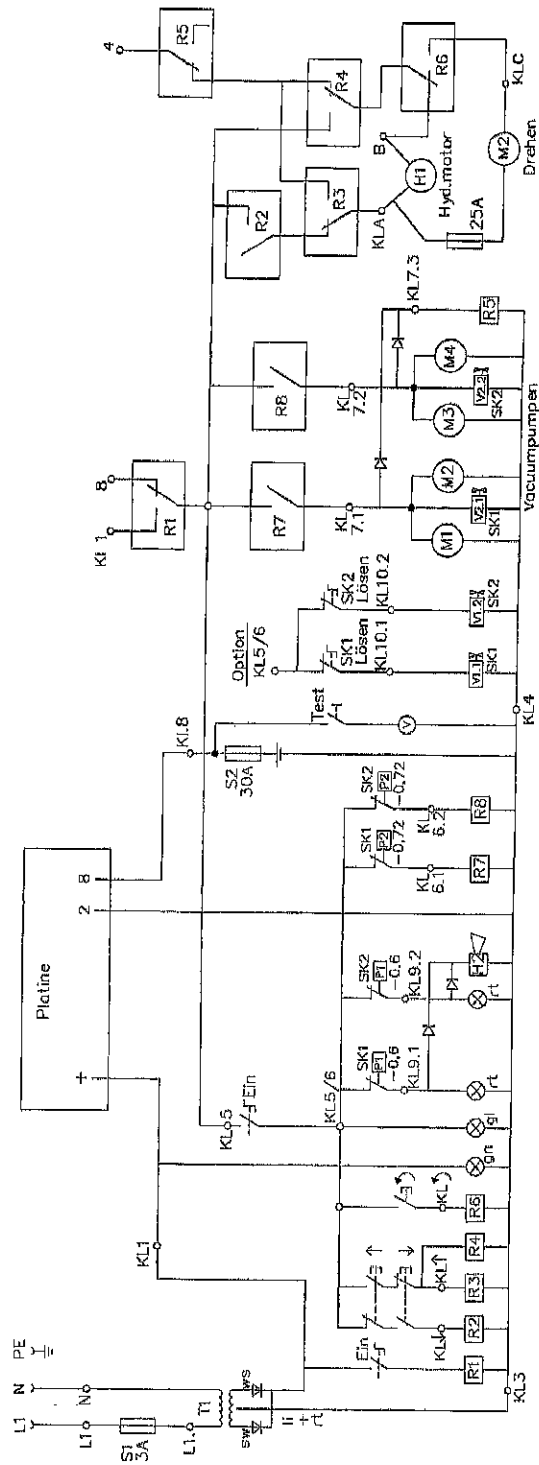 L1 N PE
L1 N
S1
3A
L1.
T1
sw ws
li + rt
KL1
Platine
+ 2 8
KL8
S2
30A
Test
V
KL4
KL3
Ein
R1
KL↓
R2
KL↑
R3
R4
KL
R6
gn
gl
KL5
Ein
KL5/6
SK1
P1
-0.6
KL9.1
rt
SK2
P1
-0.6
KL9.2
rt
H2
SK1
P2
-0.72
KL
6.1
R7
SK2
P2
-0.72
KL
6.2
R8
Option
KL5/6
SK1
Lösen
KL10.1
V1.1
SK1
SK2
Lösen
KL10.2
V1.2
SK2
KL1 8
R1
R7
KL
7.1
M1
V2.1
SK1
M2
R8
KL
7.2
M3
V2.2
SK2
M4
Vacuumpumpen
KL7.3
R5
R2
R3
KLA
H1
B
Hyd.motor
25A
M2
Drehen
KLC
R4
R6
R5
4